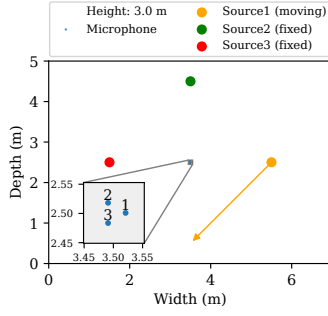 Height: 3.0 m
Microphone
Source1 (moving)
Source2 (fixed)
Source3 (fixed)
Depth (m)
5
4
3
2
1
0
2.55
2.50
2.45
2
1
3
3.45
3.50
3.55
0
2
4
6
Width (m)